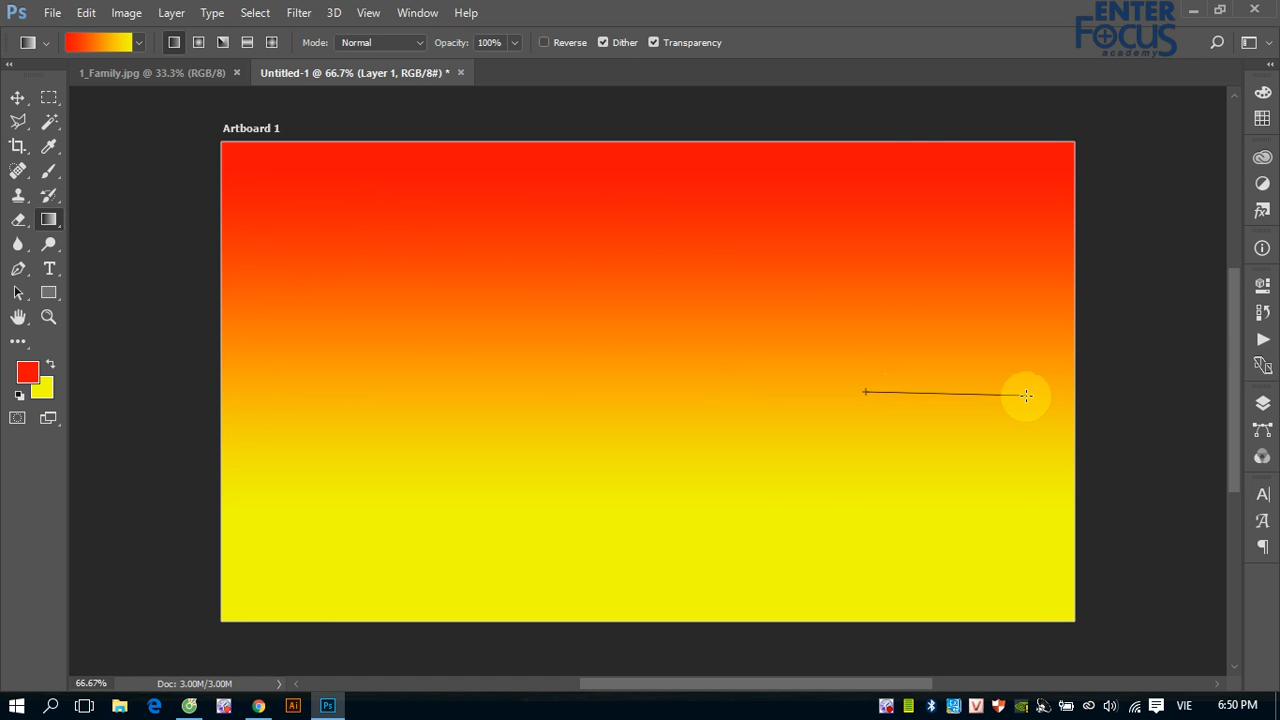 Ps File Edit Image Layer Type Select Filter 3D View Window Help
ENTER
FOCUS
academy
Mode: Normal Opacity: 100% Reverse Dither Transparency
1_Family.jpg @ 33.3% (RGB/8) × Untitled-1 @ 66.7% (Layer 1, RGB/8#) * ×
Artboard 1
66.67% Doc: 3.00M/3.00M
Ai Ps VIE 6:50 PM